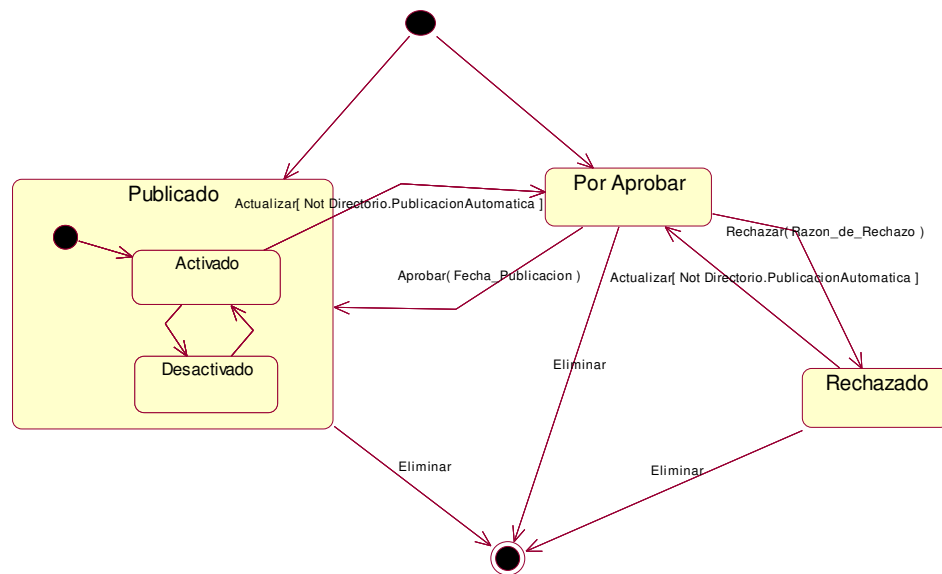 Publicado
Por Aprobar
Actualizar[ Not Directorio.PublicacionAutomatica ]
Rechazar( Razon_de_Rechazo )
Activado
Aprobar( Fecha_Publicacion )
Actualizar[ Not Directorio.PublicacionAutomatica ]
Desactivado
Eliminar
Rechazado
Eliminar
Eliminar